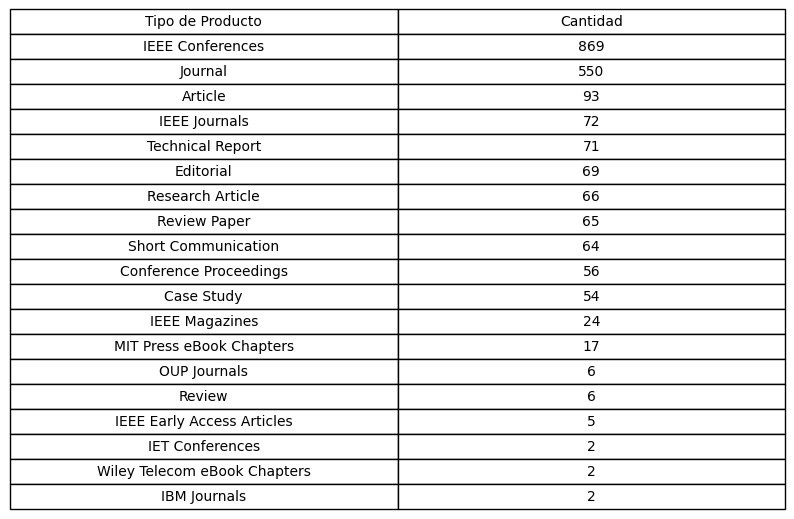 Tipo de Producto Cantidad
IEEE Conferences 869
Journal 550
Article 93
IEEE Journals 72
Technical Report 71
Editorial 69
Research Article 66
Review Paper 65
Short Communication 64
Conference Proceedings 56
Case Study 54
IEEE Magazines 24
MIT Press eBook Chapters 17
OUP Journals 6
Review 6
IEEE Early Access Articles 5
IET Conferences 2
Wiley Telecom eBook Chapters 2
IBM Journals 2